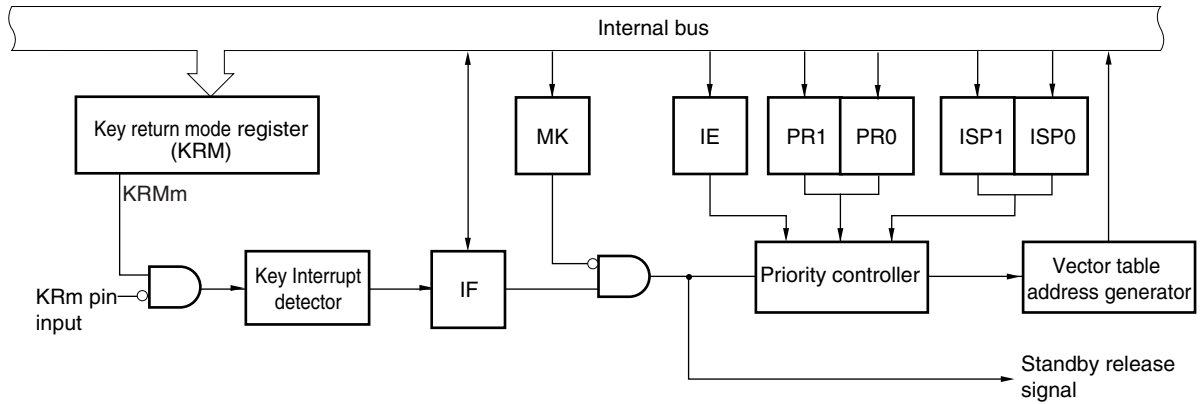 Internal bus
Key return mode register
(KRM)
MK
IE
PR1
PR0
ISP1
ISP0
KRMm
KRm pin
input
Key Interrupt
detector
IF
Priority controller
Vector table
address generator
Standby release
signal